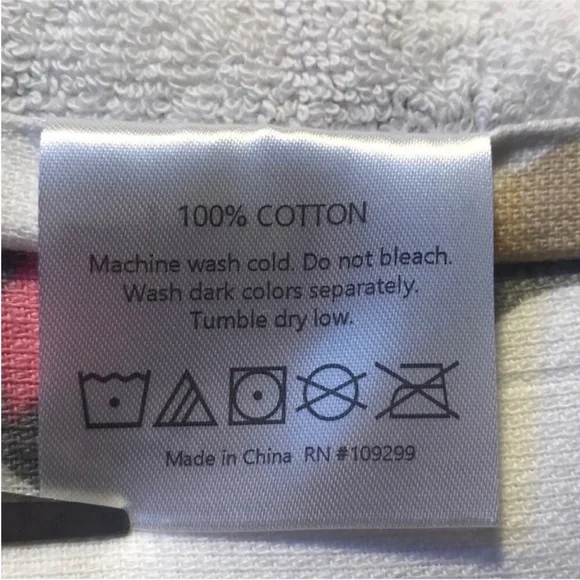 100% COTTON
Machine wash cold. Do not bleach.
Wash dark colors separately.
Tumble dry low.
Made in China RN #109299